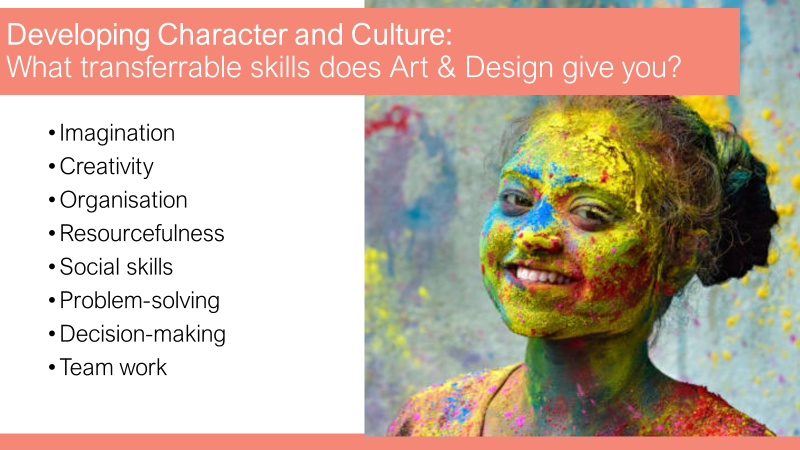 Developing Character and Culture:
What transferrable skills does Art & Design give you?
• Imagination
• Creativity
• Organisation
• Resourcefulness
• Social skills
• Problem-solving
• Decision-making
• Team work